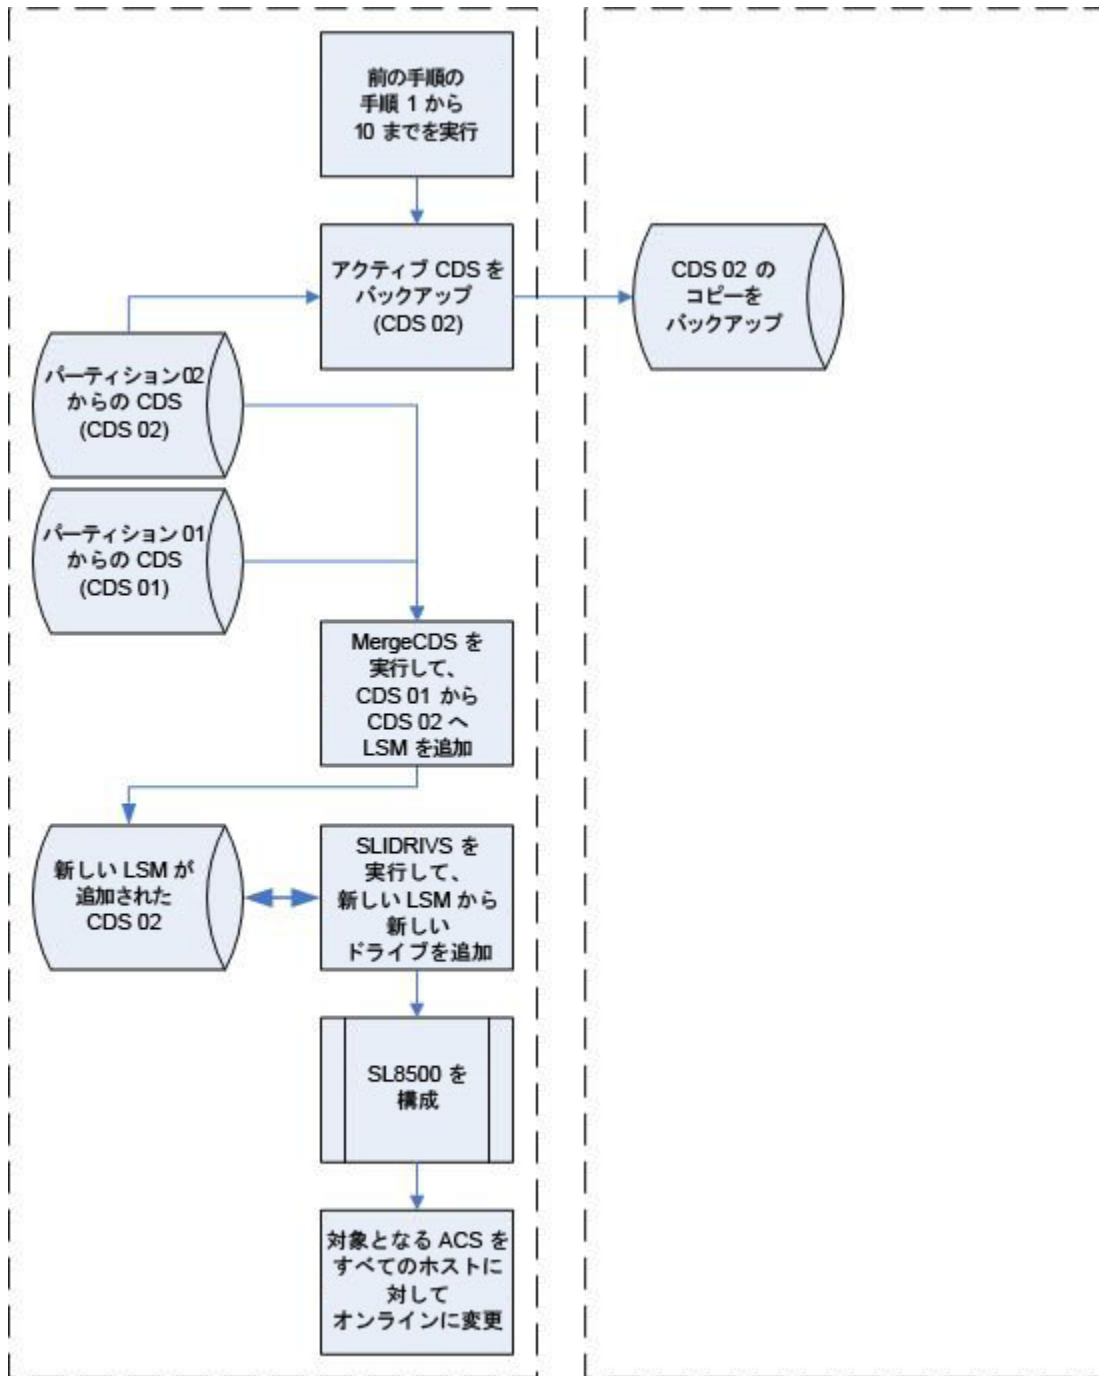 前の手順の
手順 1 から
10 までを実行
アクティブ CDS を
バックアップ
(CDS 02)
CDS 02 の
コピーを
バックアップ
パーティション 02
からの CDS
(CDS 02)
パーティション 01
からの CDS
(CDS 01)
MergeCDS を
実行して、
CDS 01 から
CDS 02 へ
LSM を追加
新しい LSM が
追加された
CDS 02
SLIDRIVS を
実行して、
新しい LSM から
新しい
ドライブを追加
SL8500 を
構成
対象となる ACS を
すべてのホストに
対して
オンラインに変更